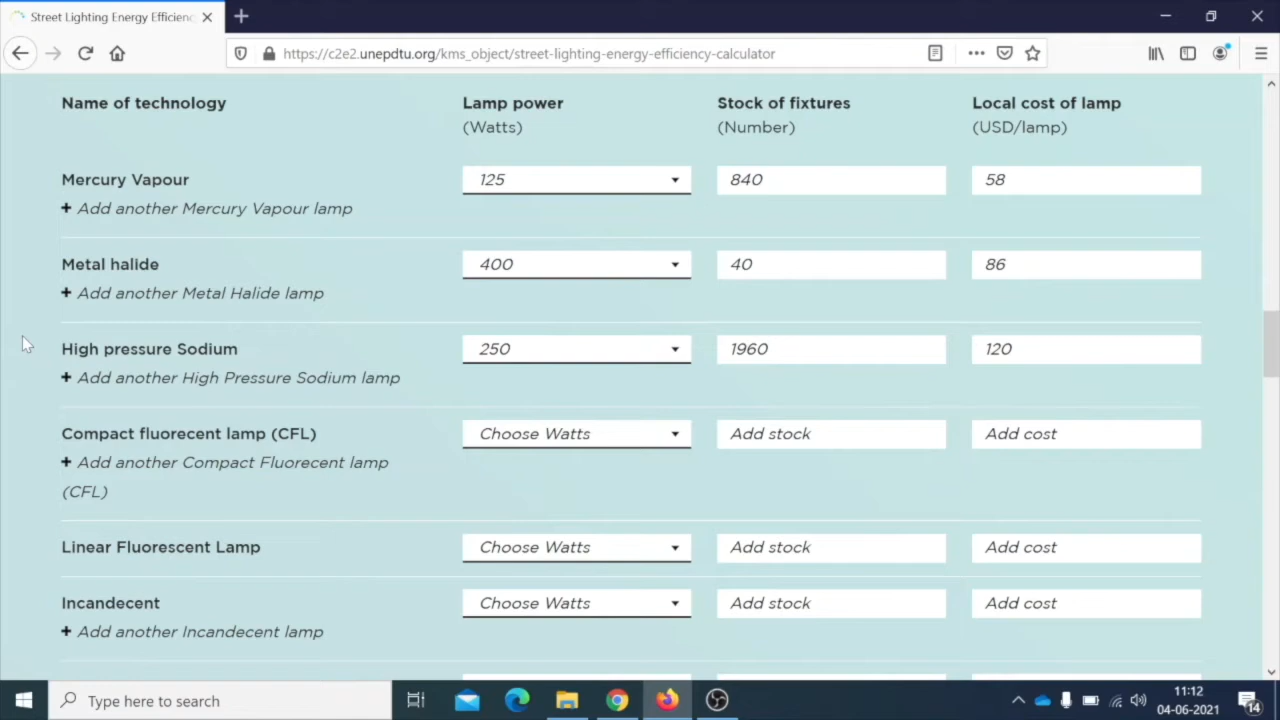 Street Lighting Energy Efficienc
https://c2e2.unepdtu.org/kms_object/street-lighting-energy-efficiency-calculator
Name of technology Lamp power Stock of fixtures Local cost of lamp
(Watts) (Number) (USD/lamp)
Mercury Vapour 125 840 58
+ Add another Mercury Vapour lamp
Metal halide 400 40 86
+ Add another Metal Halide lamp
High pressure Sodium 250 1960 120
+ Add another High Pressure Sodium lamp
Compact fluorecent lamp (CFL) Choose Watts Add stock Add cost
+ Add another Compact Fluorecent lamp
(CFL)
Linear Fluorescent Lamp Choose Watts Add stock Add cost
Incandecent Choose Watts Add stock Add cost
+ Add another Incandecent lamp
Type here to search
11:12
04-06-2021
14